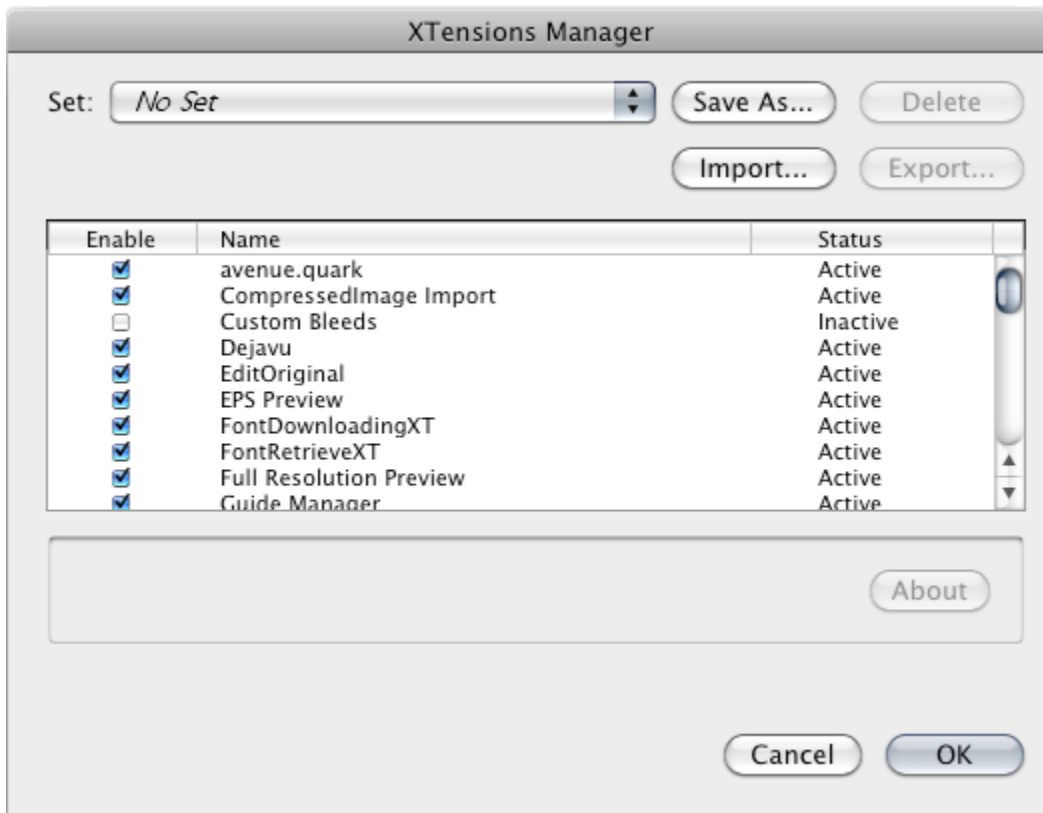 XTensions Manager
Set: No Set Save As... Delete
Import... Export...
Enable Name Status
avenue.quark Active
CompressedImage Import Active
Custom Bleeds Inactive
Dejavu Active
EditOriginal Active
EPS Preview Active
FontDownloadingXT Active
FontRetrieveXT Active
Full Resolution Preview Active
Guide Manager Active
About
Cancel OK